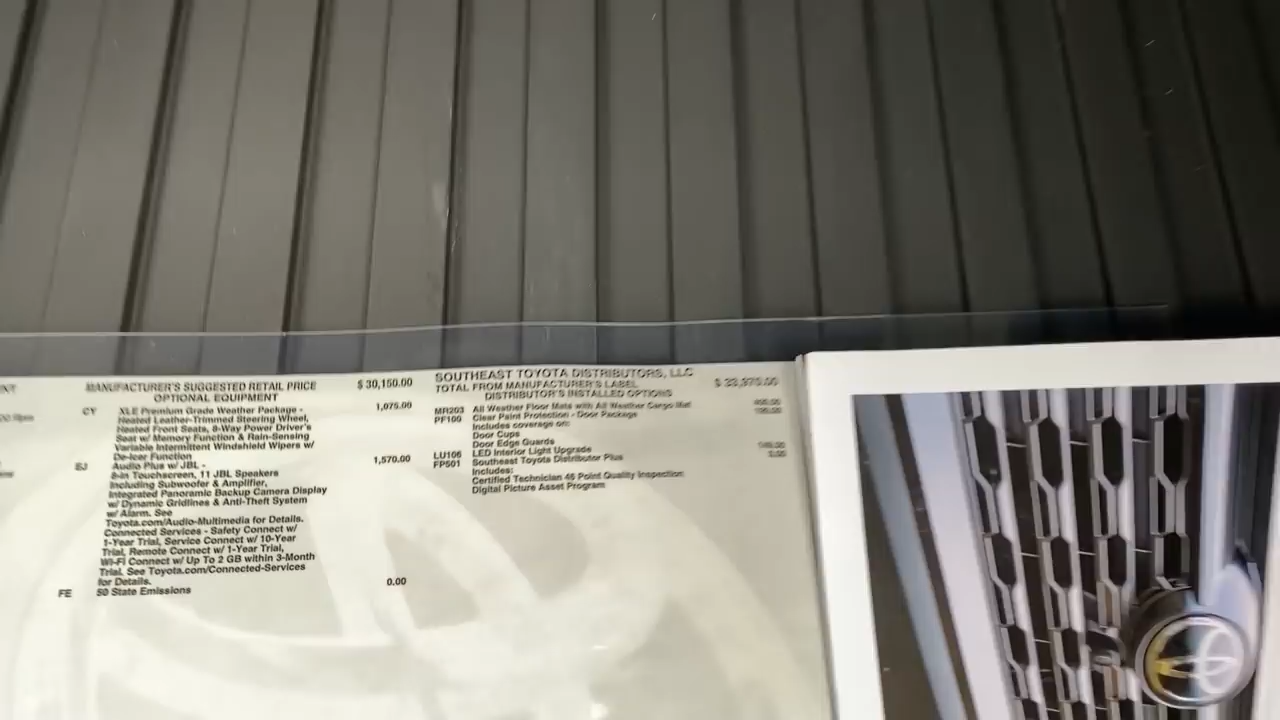 MANUFACTURER'S SUGGESTED RETAIL PRICE $ 30,150.00
OPTIONAL EQUIPMENT
CY XLE Premium Grade Weather Package - 1,075.00
Heated Leather-Trimmed Steering Wheel,
Heated Front Seats, 8-Way Power Driver's
Seat w/ Memory Function & Rain-Sensing
Variable Intermittent Windshield Wipers w/
De-Icer Function
EJ Audio Plus w/ JBL - 1,570.00
8-in Touchscreen, 11 JBL Speakers
Including Subwoofer & Amplifier,
Integrated Panoramic Backup Camera Display
w/ Dynamic Gridlines & Anti-Theft System
w/ Alarm. See
Toyota.com/Audio-Multimedia for Details.
Connected Services - Safety Connect w/
1-Year Trial, Service Connect w/ 10-Year
Trial, Remote Connect w/ 1-Year Trial,
Wi-Fi Connect w/ Up To 2 GB within 3-Month
Trial. See Toyota.com/Connected-Services
for Details.
FE 50 State Emissions 0.00
SOUTHEAST TOYOTA DISTRIBUTORS, LLC
TOTAL FROM MANUFACTURER'S LABEL
DISTRIBUTOR'S INSTALLED OPTIONS
MR203 All Weather Floor Mats with All Weather Cargo Mat
PF100 Clear Paint Protection - Door Package
Includes coverage on:
Door Cups
Door Edge Guards
LU106 LED Interior Light Upgrade
FP501 Southeast Toyota Distributor Plus
Includes:
Certified Technician 46 Point Quality Inspection
Digital Picture Asset Program